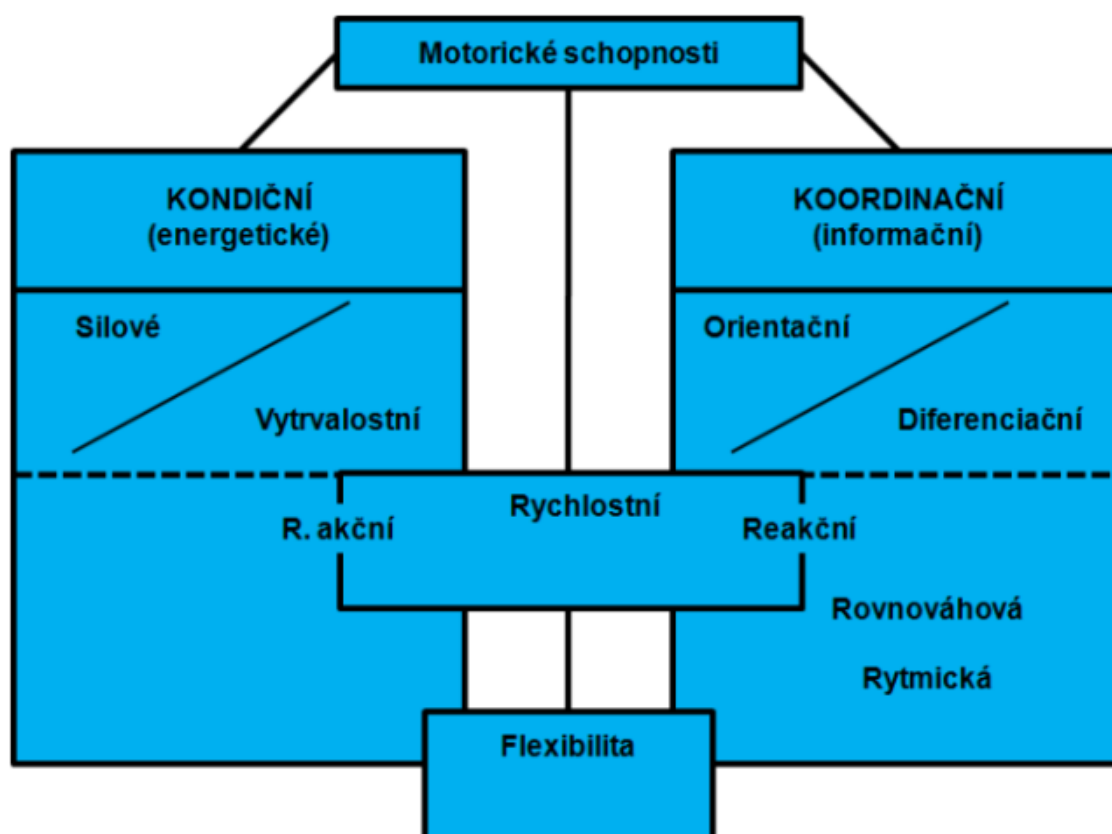 Motorické schopnosti
KONDIČNÍ
(energetické)
KOORDINAČNÍ
(informační)
Silové
Vytrvalostní
Orientační
Diferenciační
Rychlostní
R. akční
Reakční
Rovnováhová
Rytmická
Flexibilita